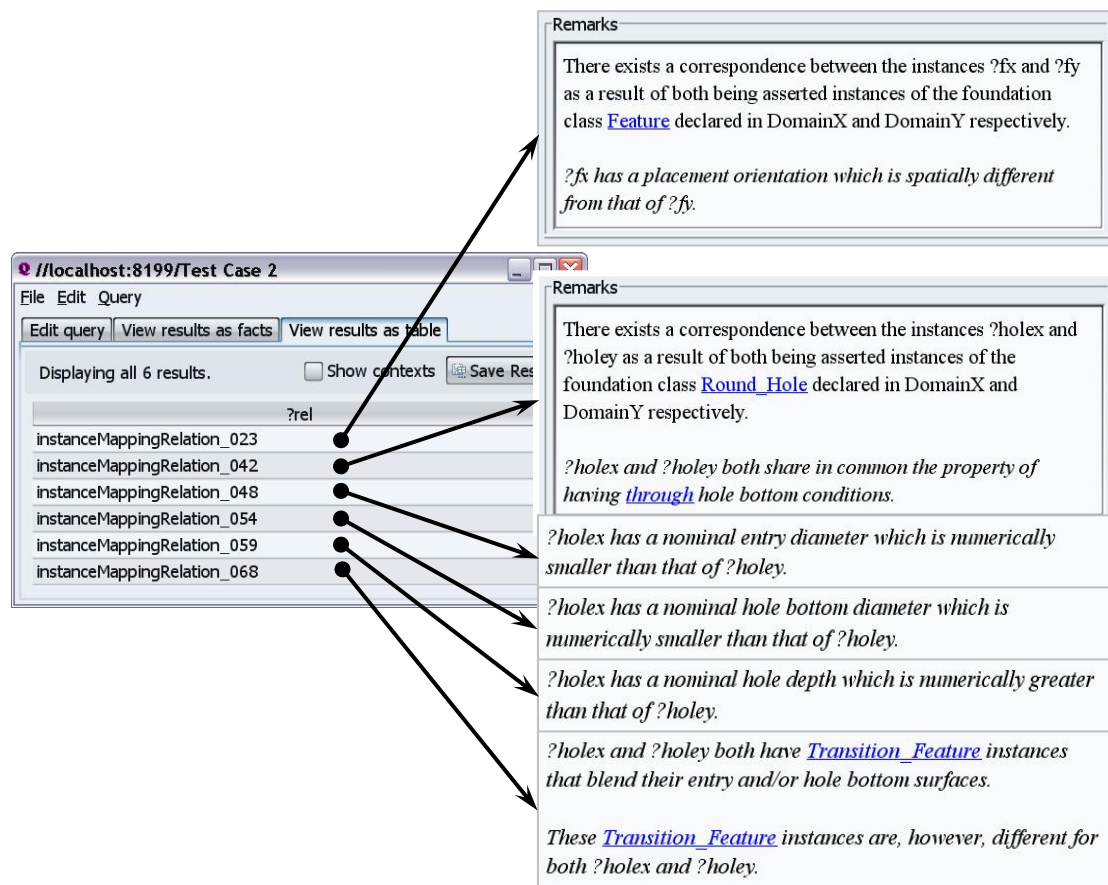 Remarks
There exists a correspondence between the instances ?fx and ?fy
as a result of both being asserted instances of the foundation
class Feature declared in DomainX and DomainY respectively.
?fx has a placement orientation which is spatially different
from that of ?fy.
//localhost:8199/Test Case 2
File Edit Query
Edit query View results as facts View results as table
Displaying all 6 results. Show contexts Save Res
?rel
instanceMappingRelation_023
instanceMappingRelation_042
instanceMappingRelation_048
instanceMappingRelation_054
instanceMappingRelation_059
instanceMappingRelation_068
Remarks
There exists a correspondence between the instances ?holex and
?holey as a result of both being asserted instances of the
foundation class Round_Hole declared in DomainX and
DomainY respectively.
?holex and ?holey both share in common the property of
having through hole bottom conditions.
?holex has a nominal entry diameter which is numerically
smaller than that of ?holey.
?holex has a nominal hole bottom diameter which is
numerically smaller than that of ?holey.
?holex has a nominal hole depth which is numerically greater
than that of ?holey.
?holex and ?holey both have Transition_Feature instances
that blend their entry and/or hole bottom surfaces.
These Transition_Feature instances are, however, different for
both ?holex and ?holey.